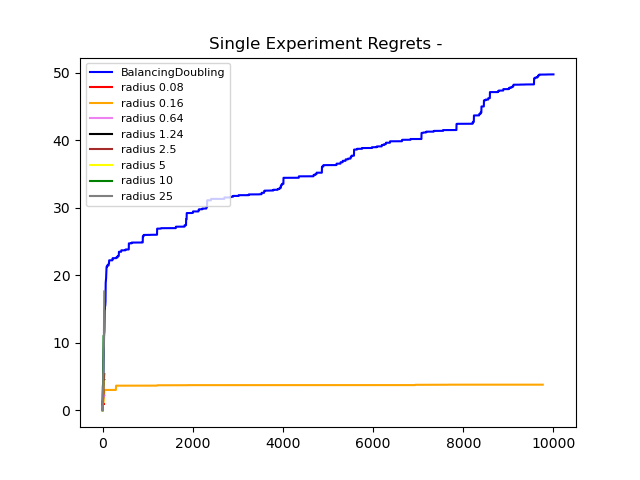 Single Experiment Regrets -
50
40
30
20
10
0
BalancingDoubling
radius 0.08
radius 0.16
radius 0.64
radius 1.24
radius 2.5
radius 5
radius 10
radius 25
0 2000 4000 6000 8000 10000